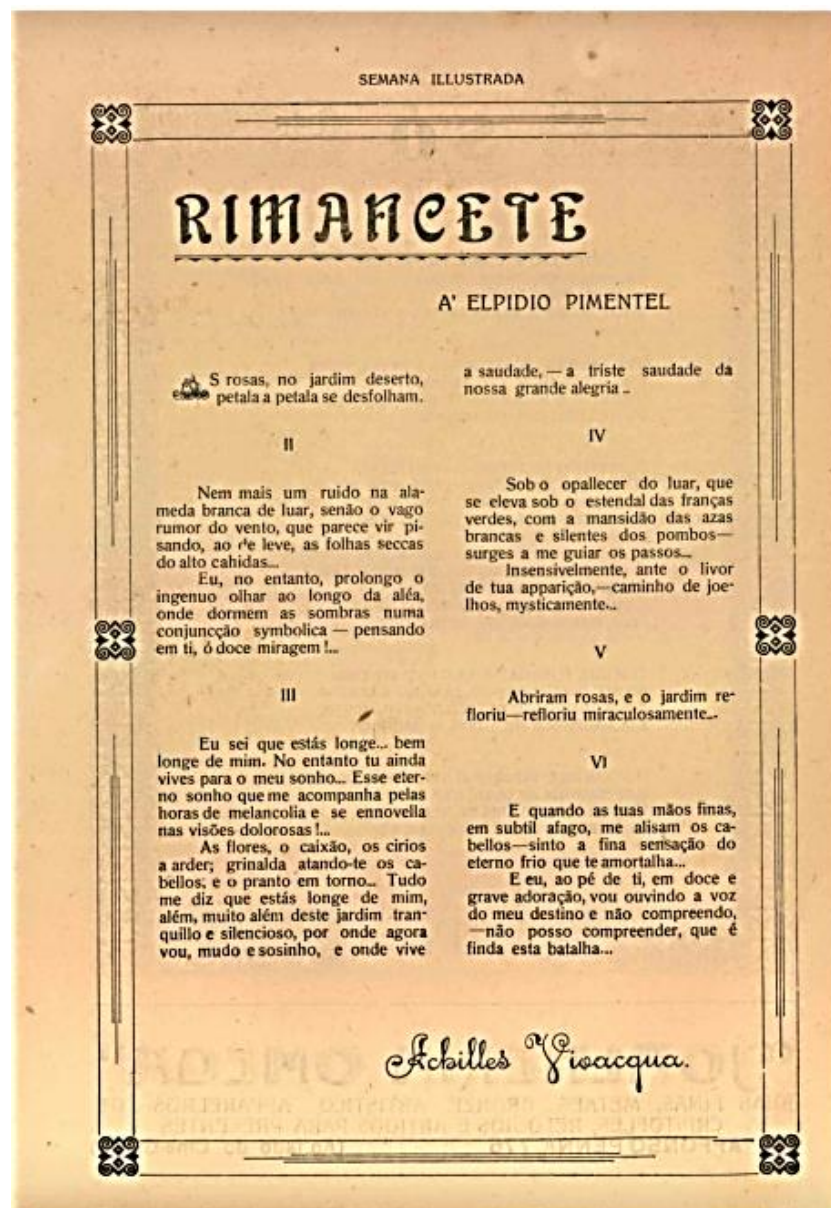 SEMANA ILLUSTRADA
RIMANCETE
A' ELPIDIO PIMENTEL
S rosas, no jardim deserto,
petala a petala se desfolham.
II
Nem mais um ruido na ala-
meda branca de luar, senão o vago
rumor do vento, que parece vir pi-
sando, ao de leve, as folhas seccas
do alto cahidas...
Eu, no entanto, prolongo o
ingenuo olhar ao longo da aléa,
onde dormem as sombras numa
conjuncção symbolica — pensando
em ti, ó doce miragem !...
III
Eu sei que estás longe... bem
longe de mim. No entanto tu ainda
vives para o meu sonho... Esse eter-
no sonho que me acompanha pelas
horas de melancolia e se ennovella
nas visões dolorosas !...
As flores, o caixão, os cirios
a arder; grinalda atando-te os ca-
bellos, e o pranto em torno... Tudo
me diz que estás longe de mim,
além, muito além deste jardim tran-
quillo e silencioso, por onde agora
vou, mudo e sosinho, e onde vive
a saudade, — a triste saudade da
nossa grande alegria ..
IV
Sob o opallecer do luar, que
se eleva sob o estendal das franças
verdes, com a mansidão das azas
brancas e silentes dos pombos—
surges a me guiar os passos...
Insensivelmente, ante o livor
de tua apparição,—caminho de joe-
lhos, mysticamente...
V
Abriram rosas, e o jardim re-
floriu—refloriu miraculosamente...
VI
E quando as tuas mãos finas,
em subtil afago, me alisam os ca-
bellos—sinto a fina sensação do
eterno frio que te amortalha...
E eu, ao pé de ti, em doce e
grave adoração, vou ouvindo a voz
do meu destino e não comprehendo,
—não posso comprehender, que é
finda esta batalha...
Achilles Vivacqua.